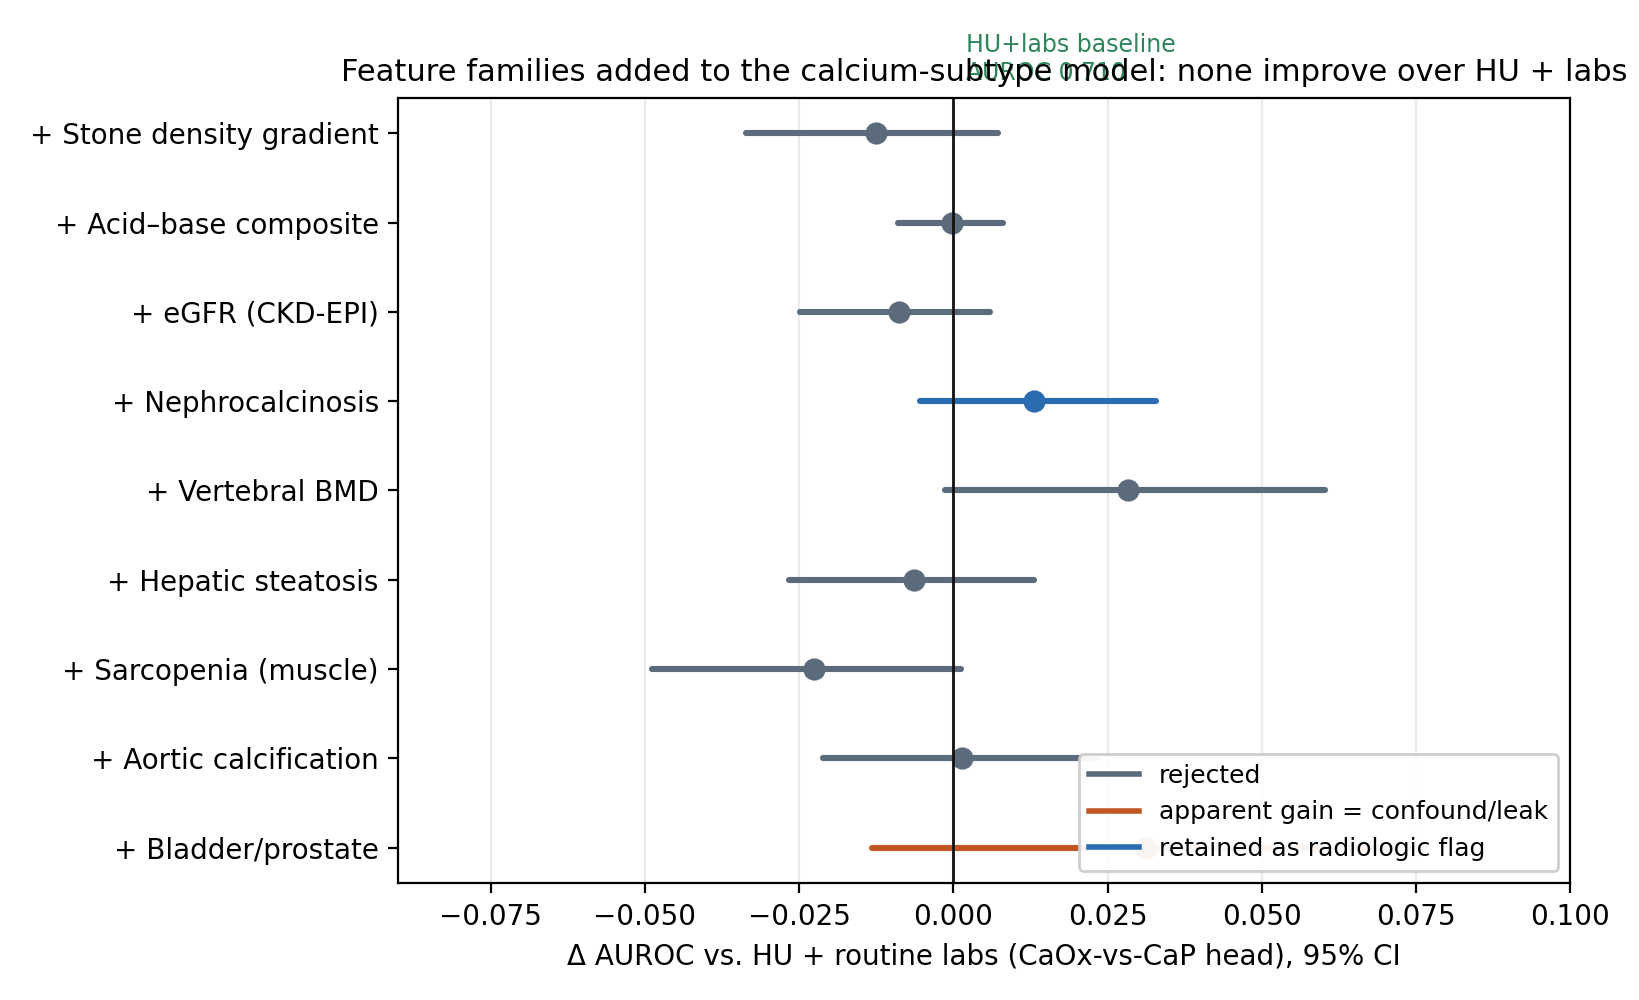 HU+labs baseline
AUROC 0.710
Feature families added to the calcium-subtype model: none improve over HU + labs
+ Stone density gradient
+ Acid–base composite
+ eGFR (CKD-EPI)
+ Nephrocalcinosis
+ Vertebral BMD
+ Hepatic steatosis
+ Sarcopenia (muscle)
+ Aortic calcification
+ Bladder/prostate
rejected
apparent gain = confound/leak
retained as radiologic flag
−0.075 −0.050 −0.025 0.000 0.025 0.050 0.075 0.100
Δ AUROC vs. HU + routine labs (CaOx-vs-CaP head), 95% CI